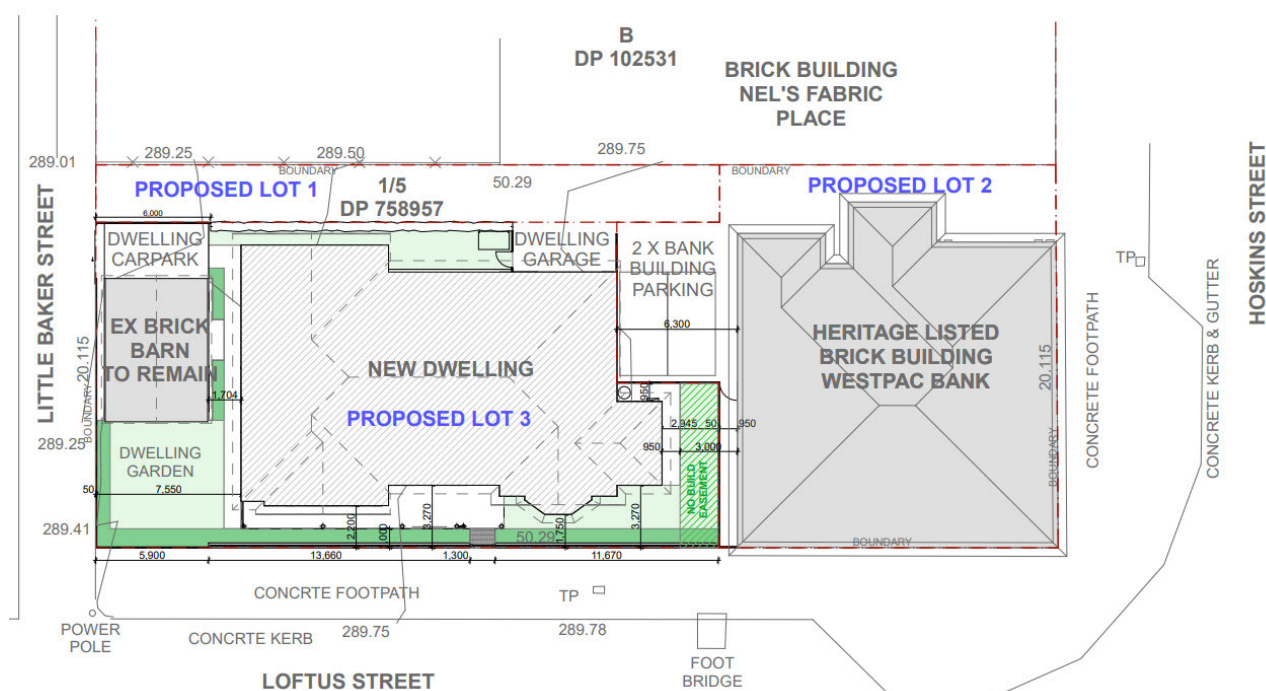 B
DP 102531
BRICK BUILDING
NEL'S FABRIC
PLACE
289.01
289.25
289.50
289.75
BOUNDARY
50.29
BOUNDARY
PROPOSED LOT 1
1/5
DP 758957
PROPOSED LOT 2
6,000
DWELLING
CARPARK
DWELLING
GARAGE
2 X BANK
BUILDING
PARKING
TP
LITTLE BAKER STREET
HOSKINS STREET
CONCRETE FOOTPATH
CONCRETE KERB & GUTTER
EX BRICK
BARN
TO REMAIN
20.115
BOUNDARY
6,300
HERITAGE LISTED
BRICK BUILDING
WESTPAC BANK
20.115
BOUNDARY
NEW DWELLING
PROPOSED LOT 3
1,704
950
2,945
50
950
950
3,000
289.25
DWELLING
GARDEN
7,550
50
NO BUILD
EASEMENT
289.41
2,200
3,270
1,750
3,270
50.29
BOUNDARY
5,900
13,660
1,300
11,670
CONCRTE FOOTPATH
TP
POWER
POLE
CONCRTE KERB
289.75
289.78
FOOT
BRIDGE
LOFTUS STREET